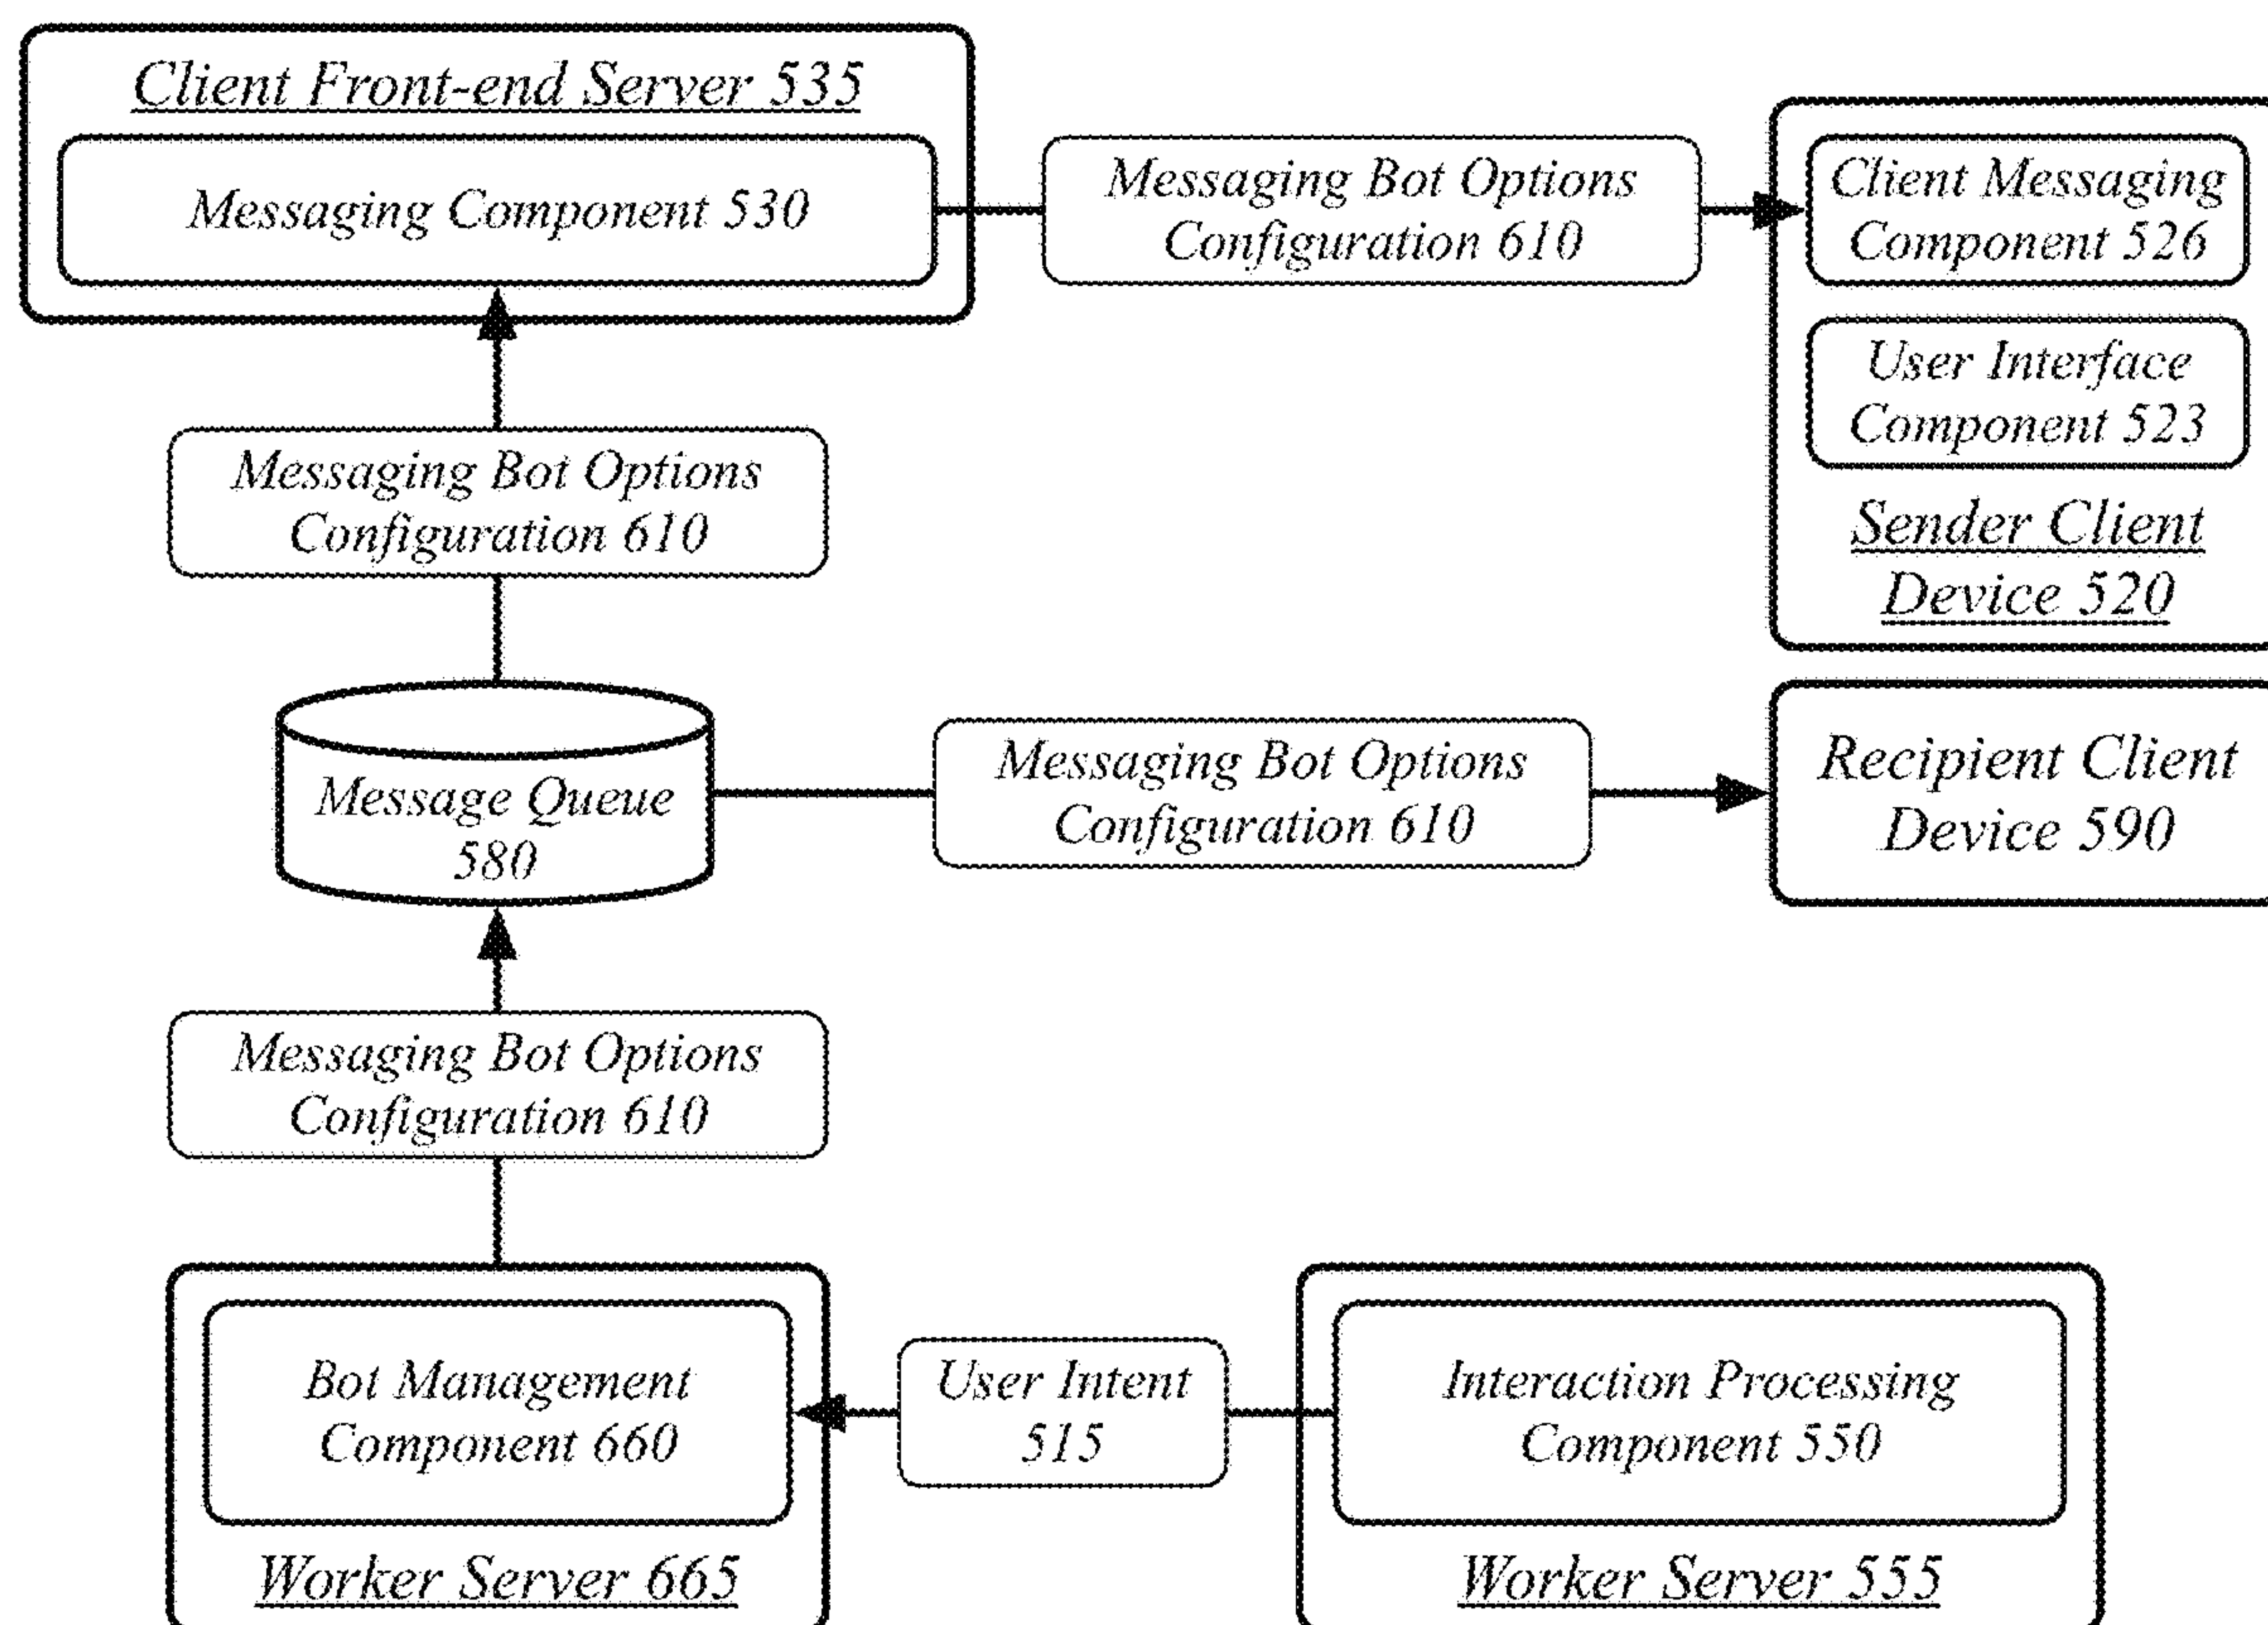 Client Front-end Server 535
Messaging Component 530
Messaging Bot Options
Configuration 610
Client Messaging
Component 526
User Interface
Component 523
Sender Client
Device 520
Messaging Bot Options
Configuration 610
Message Queue
580
Messaging Bot Options
Configuration 610
Recipient Client
Device 590
Messaging Bot Options
Configuration 610
Bot Management
Component 660
Worker Server 665
User Intent
515
Interaction Processing
Component 550
Worker Server 555